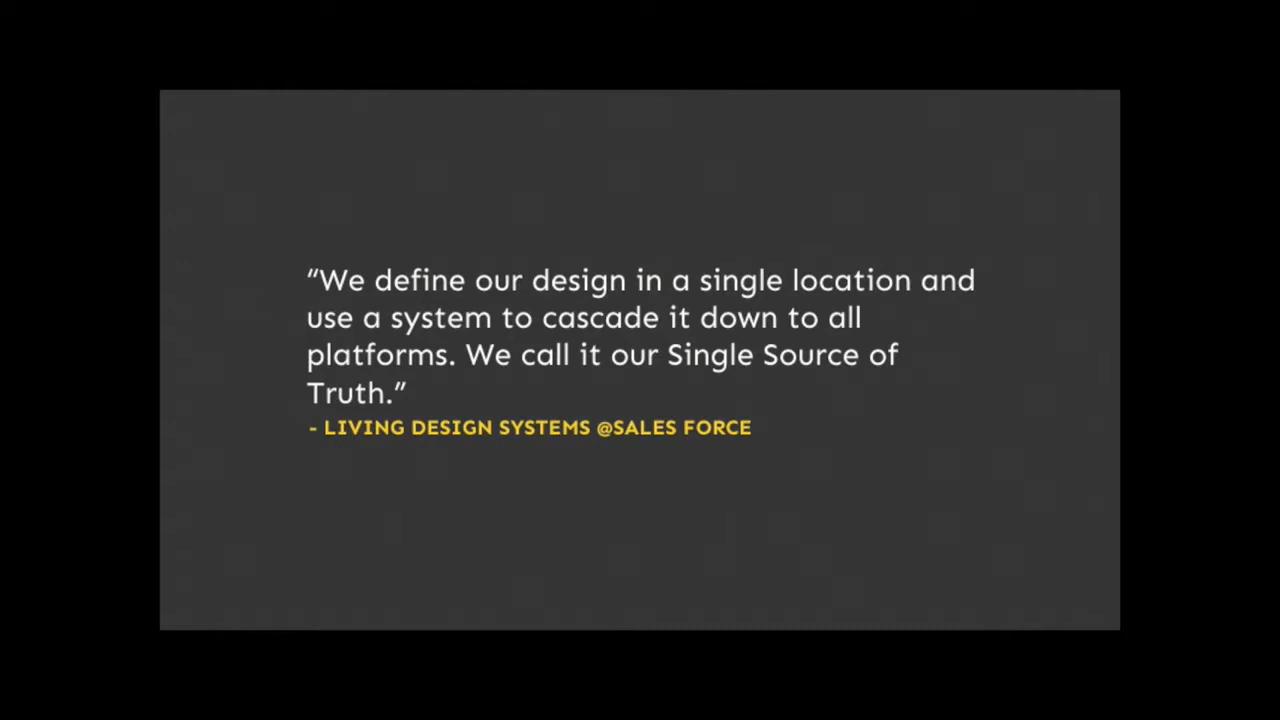 “We define our design in a single location and
use a system to cascade it down to all
platforms. We call it our Single Source of
Truth.”
- LIVING DESIGN SYSTEMS @SALES FORCE